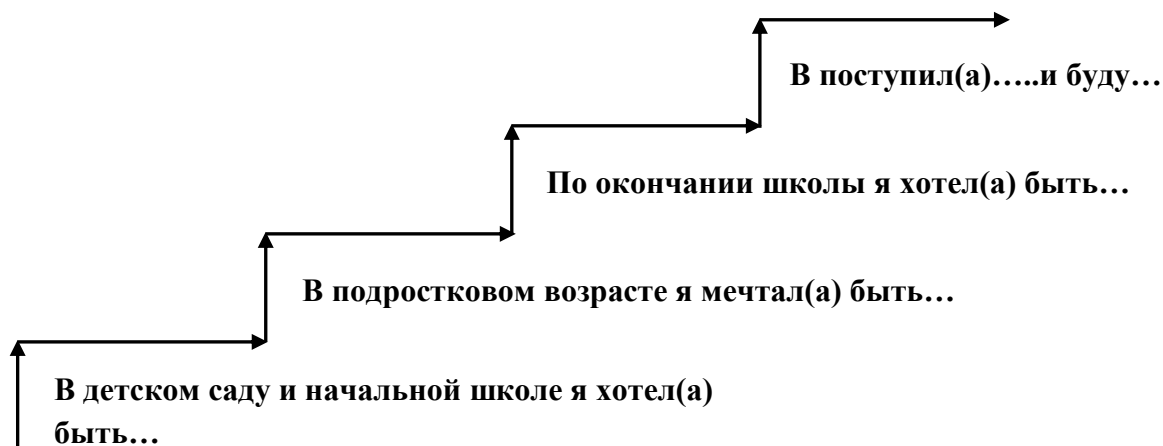 В поступил(а)…..и буду…
По окончании школы я хотел(а) быть…
В подростковом возрасте я мечтал(а) быть…
В детском саду и начальной школе я хотел(а)
быть…